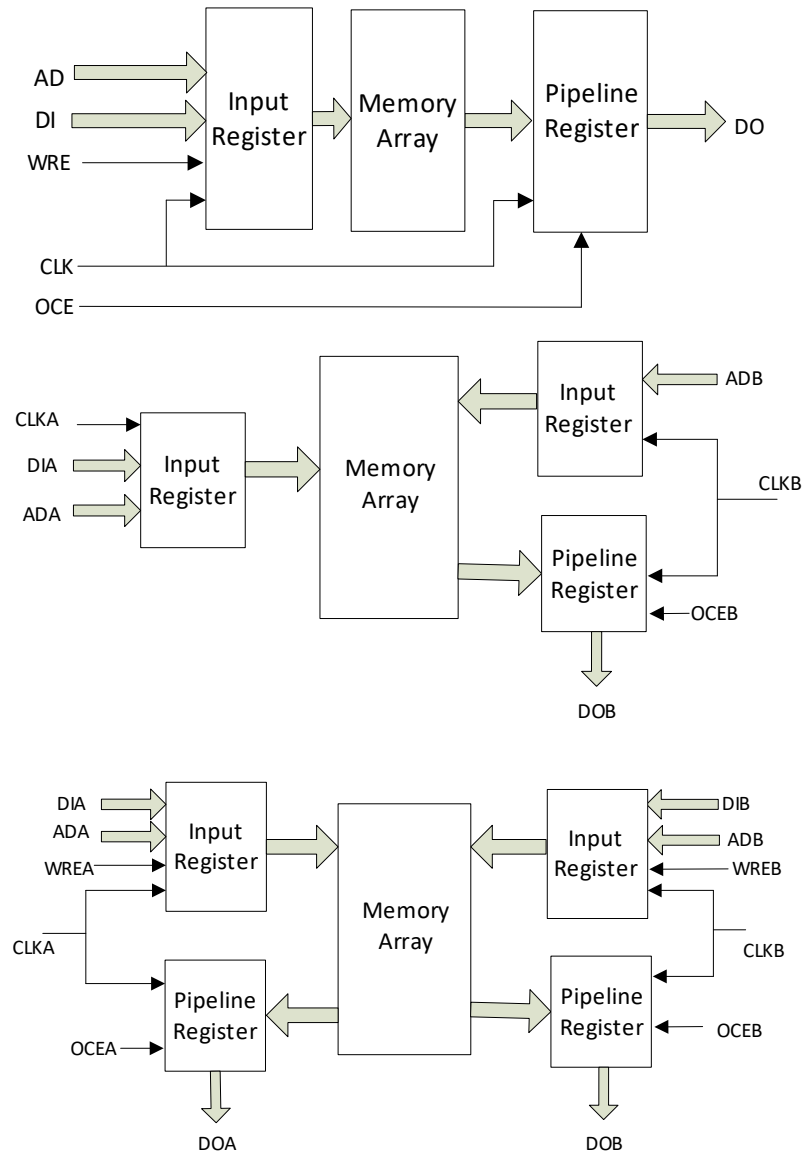 AD
DI
WRE
CLK
OCE
Input
Register
Memory
Array
Pipeline
Register
DO
CLKA
DIA
ADA
Input
Register
Memory
Array
Input
Register
ADB
CLKB
Pipeline
Register
OCEB
DOB
DIA
ADA
WREA
CLKA
Input
Register
Pipeline
Register
OCEA
DOA
Memory
Array
Input
Register
DIB
ADB
WREB
CLKB
Pipeline
Register
OCEB
DOB